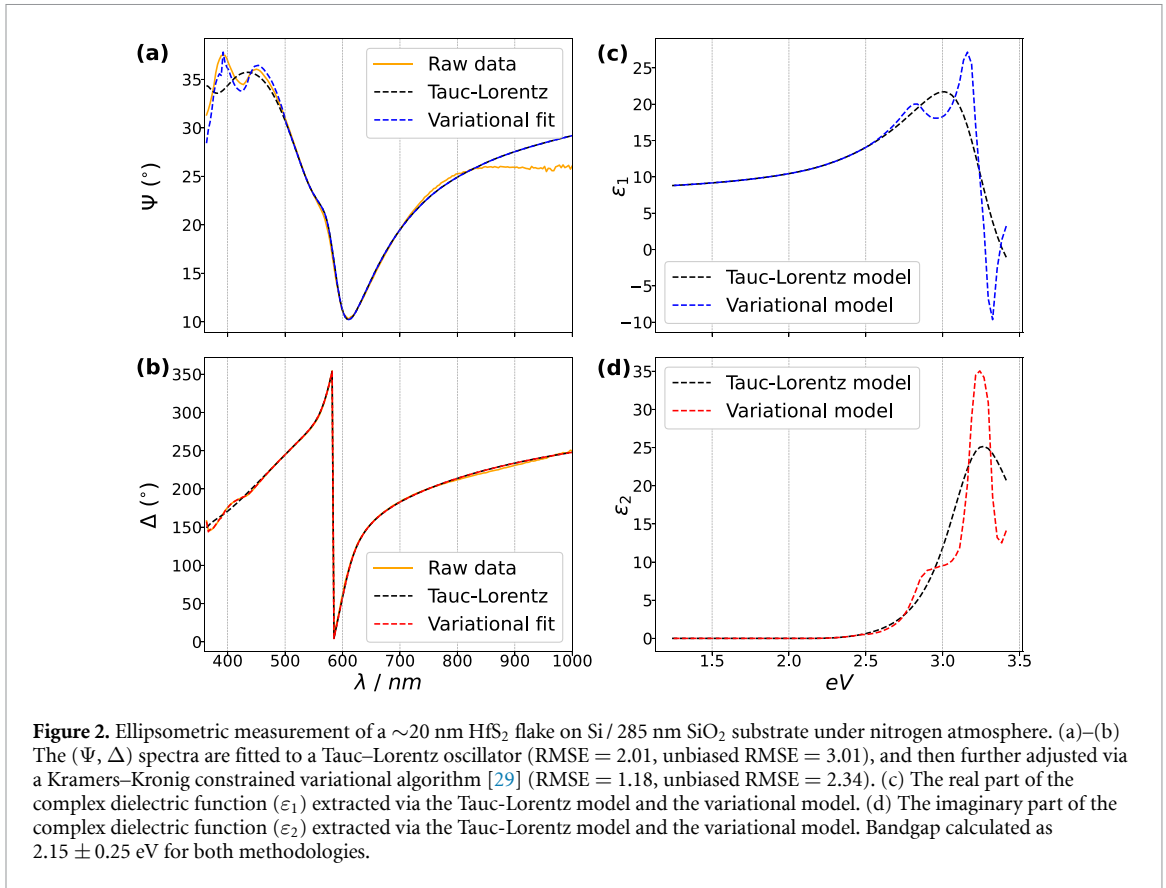 (a)
Ψ (°)
35
30
25
20
15
10
Raw data
Tauc-Lorentz
Variational fit
(c)
ε1
25
20
15
10
5
0
−5
−10
Tauc-Lorentz model
Variational model
(b)
Δ (°)
350
300
250
200
150
100
50
0
Raw data
Tauc-Lorentz
Variational fit
400 500 600 700 800 900 1000
λ / nm
(d)
ε2
35
30
25
20
15
10
5
0
Tauc-Lorentz model
Variational model
1.5 2.0 2.5 3.0 3.5
eV
Figure 2. Ellipsometric measurement of a ∼20 nm HfS2 flake on Si / 285 nm SiO2 substrate under nitrogen atmosphere. (a)–(b)
The (Ψ, Δ) spectra are fitted to a Tauc–Lorentz oscillator (RMSE = 2.01, unbiased RMSE = 3.01), and then further adjusted via
a Kramers–Kronig constrained variational algorithm [29] (RMSE = 1.18, unbiased RMSE = 2.34). (c) The real part of the
complex dielectric function (ε1) extracted via the Tauc-Lorentz model and the variational model. (d) The imaginary part of the
complex dielectric function (ε2) extracted via the Tauc-Lorentz model and the variational model. Bandgap calculated as
2.15 ± 0.25 eV for both methodologies.